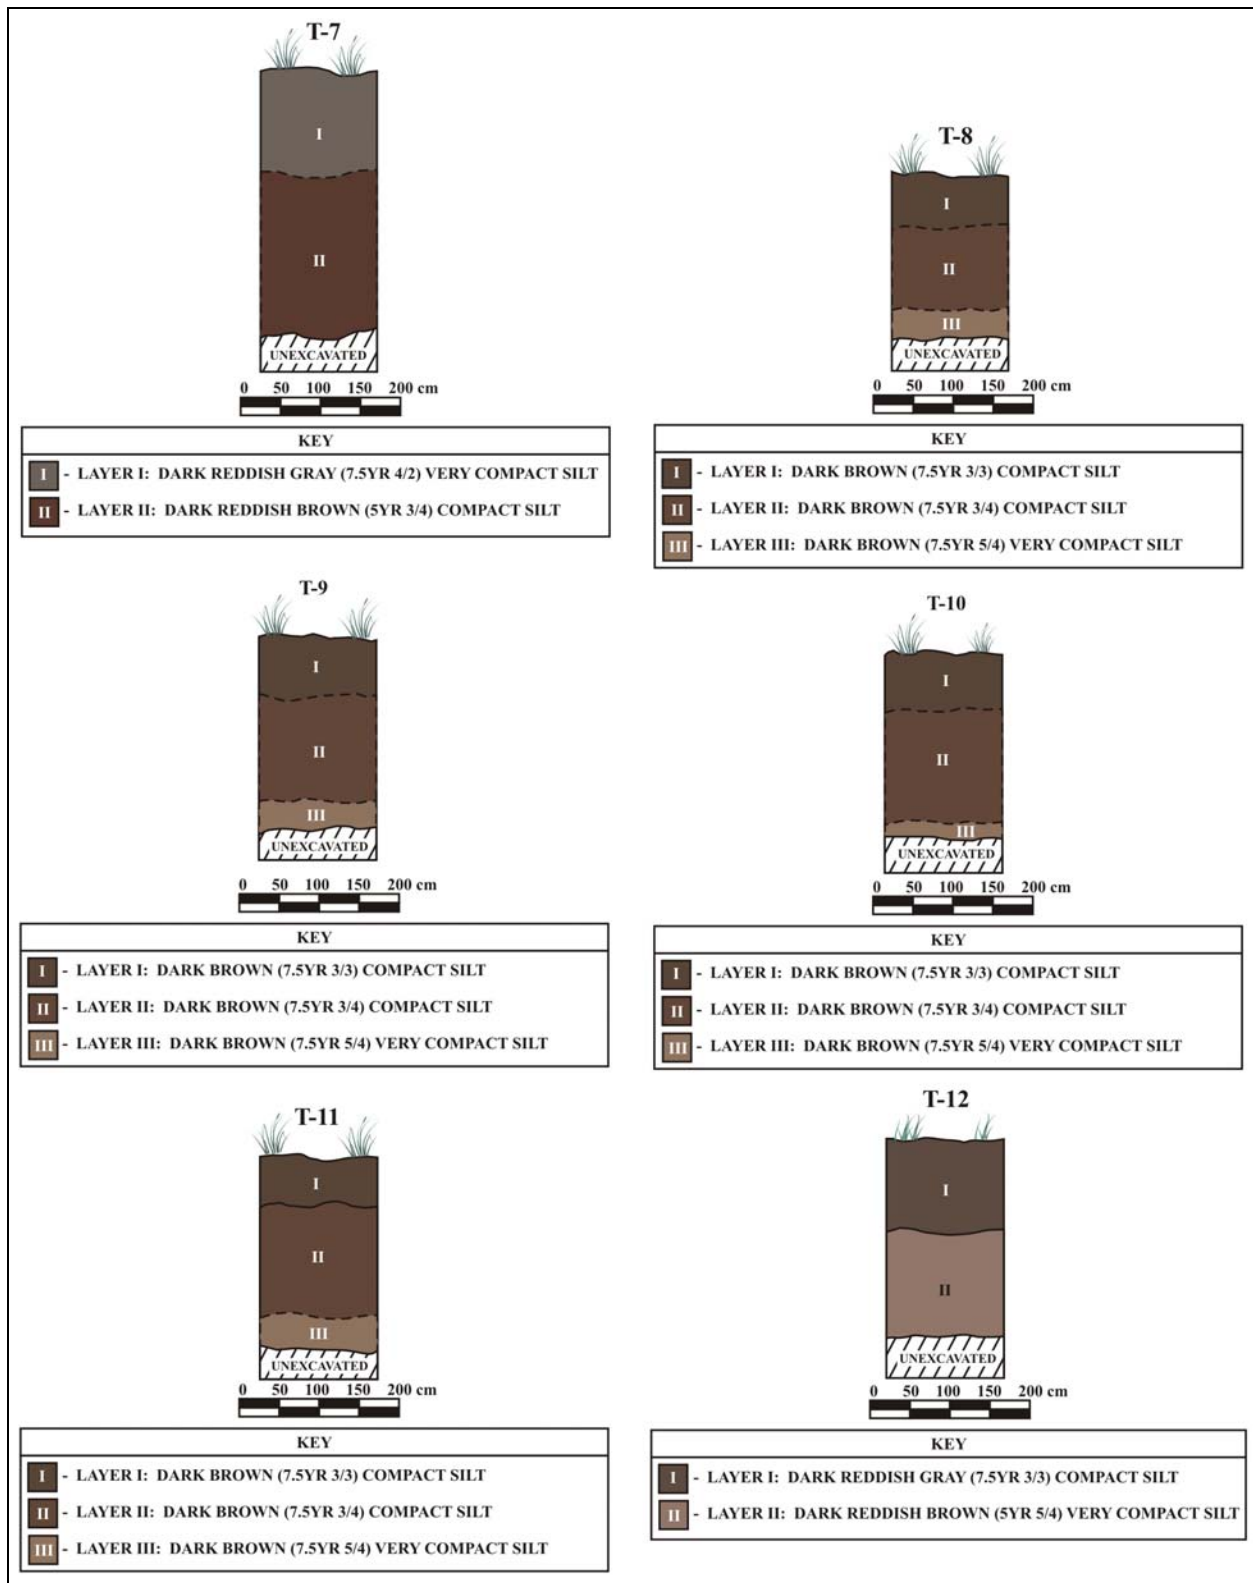 T-7
I
II
UNEXCAVATED
0 50 100 150 200 cm
KEY
I - LAYER I: DARK REDDISH GRAY (7.5YR 4/2) VERY COMPACT SILT
II - LAYER II: DARK REDDISH BROWN (5YR 3/4) COMPACT SILT
T-8
I
II
III
UNEXCAVATED
0 50 100 150 200 cm
KEY
I - LAYER I: DARK BROWN (7.5YR 3/3) COMPACT SILT
II - LAYER II: DARK BROWN (7.5YR 3/4) COMPACT SILT
III - LAYER III: DARK BROWN (7.5YR 5/4) VERY COMPACT SILT
T-9
I
II
III
UNEXCAVATED
0 50 100 150 200 cm
KEY
I - LAYER I: DARK BROWN (7.5YR 3/3) COMPACT SILT
II - LAYER II: DARK BROWN (7.5YR 3/4) COMPACT SILT
III - LAYER III: DARK BROWN (7.5YR 5/4) VERY COMPACT SILT
T-10
I
II
III
UNEXCAVATED
0 50 100 150 200 cm
KEY
I - LAYER I: DARK BROWN (7.5YR 3/3) COMPACT SILT
II - LAYER II: DARK BROWN (7.5YR 3/4) COMPACT SILT
III - LAYER III: DARK BROWN (7.5YR 5/4) VERY COMPACT SILT
T-11
I
II
III
UNEXCAVATED
0 50 100 150 200 cm
KEY
I - LAYER I: DARK BROWN (7.5YR 3/3) COMPACT SILT
II - LAYER II: DARK BROWN (7.5YR 3/4) COMPACT SILT
III - LAYER III: DARK BROWN (7.5YR 5/4) VERY COMPACT SILT
T-12
I
II
UNEXCAVATED
0 50 100 150 200 cm
KEY
I - LAYER I: DARK REDDISH GRAY (7.5YR 3/3) COMPACT SILT
II - LAYER II: DARK REDDISH BROWN (5YR 5/4) VERY COMPACT SILT